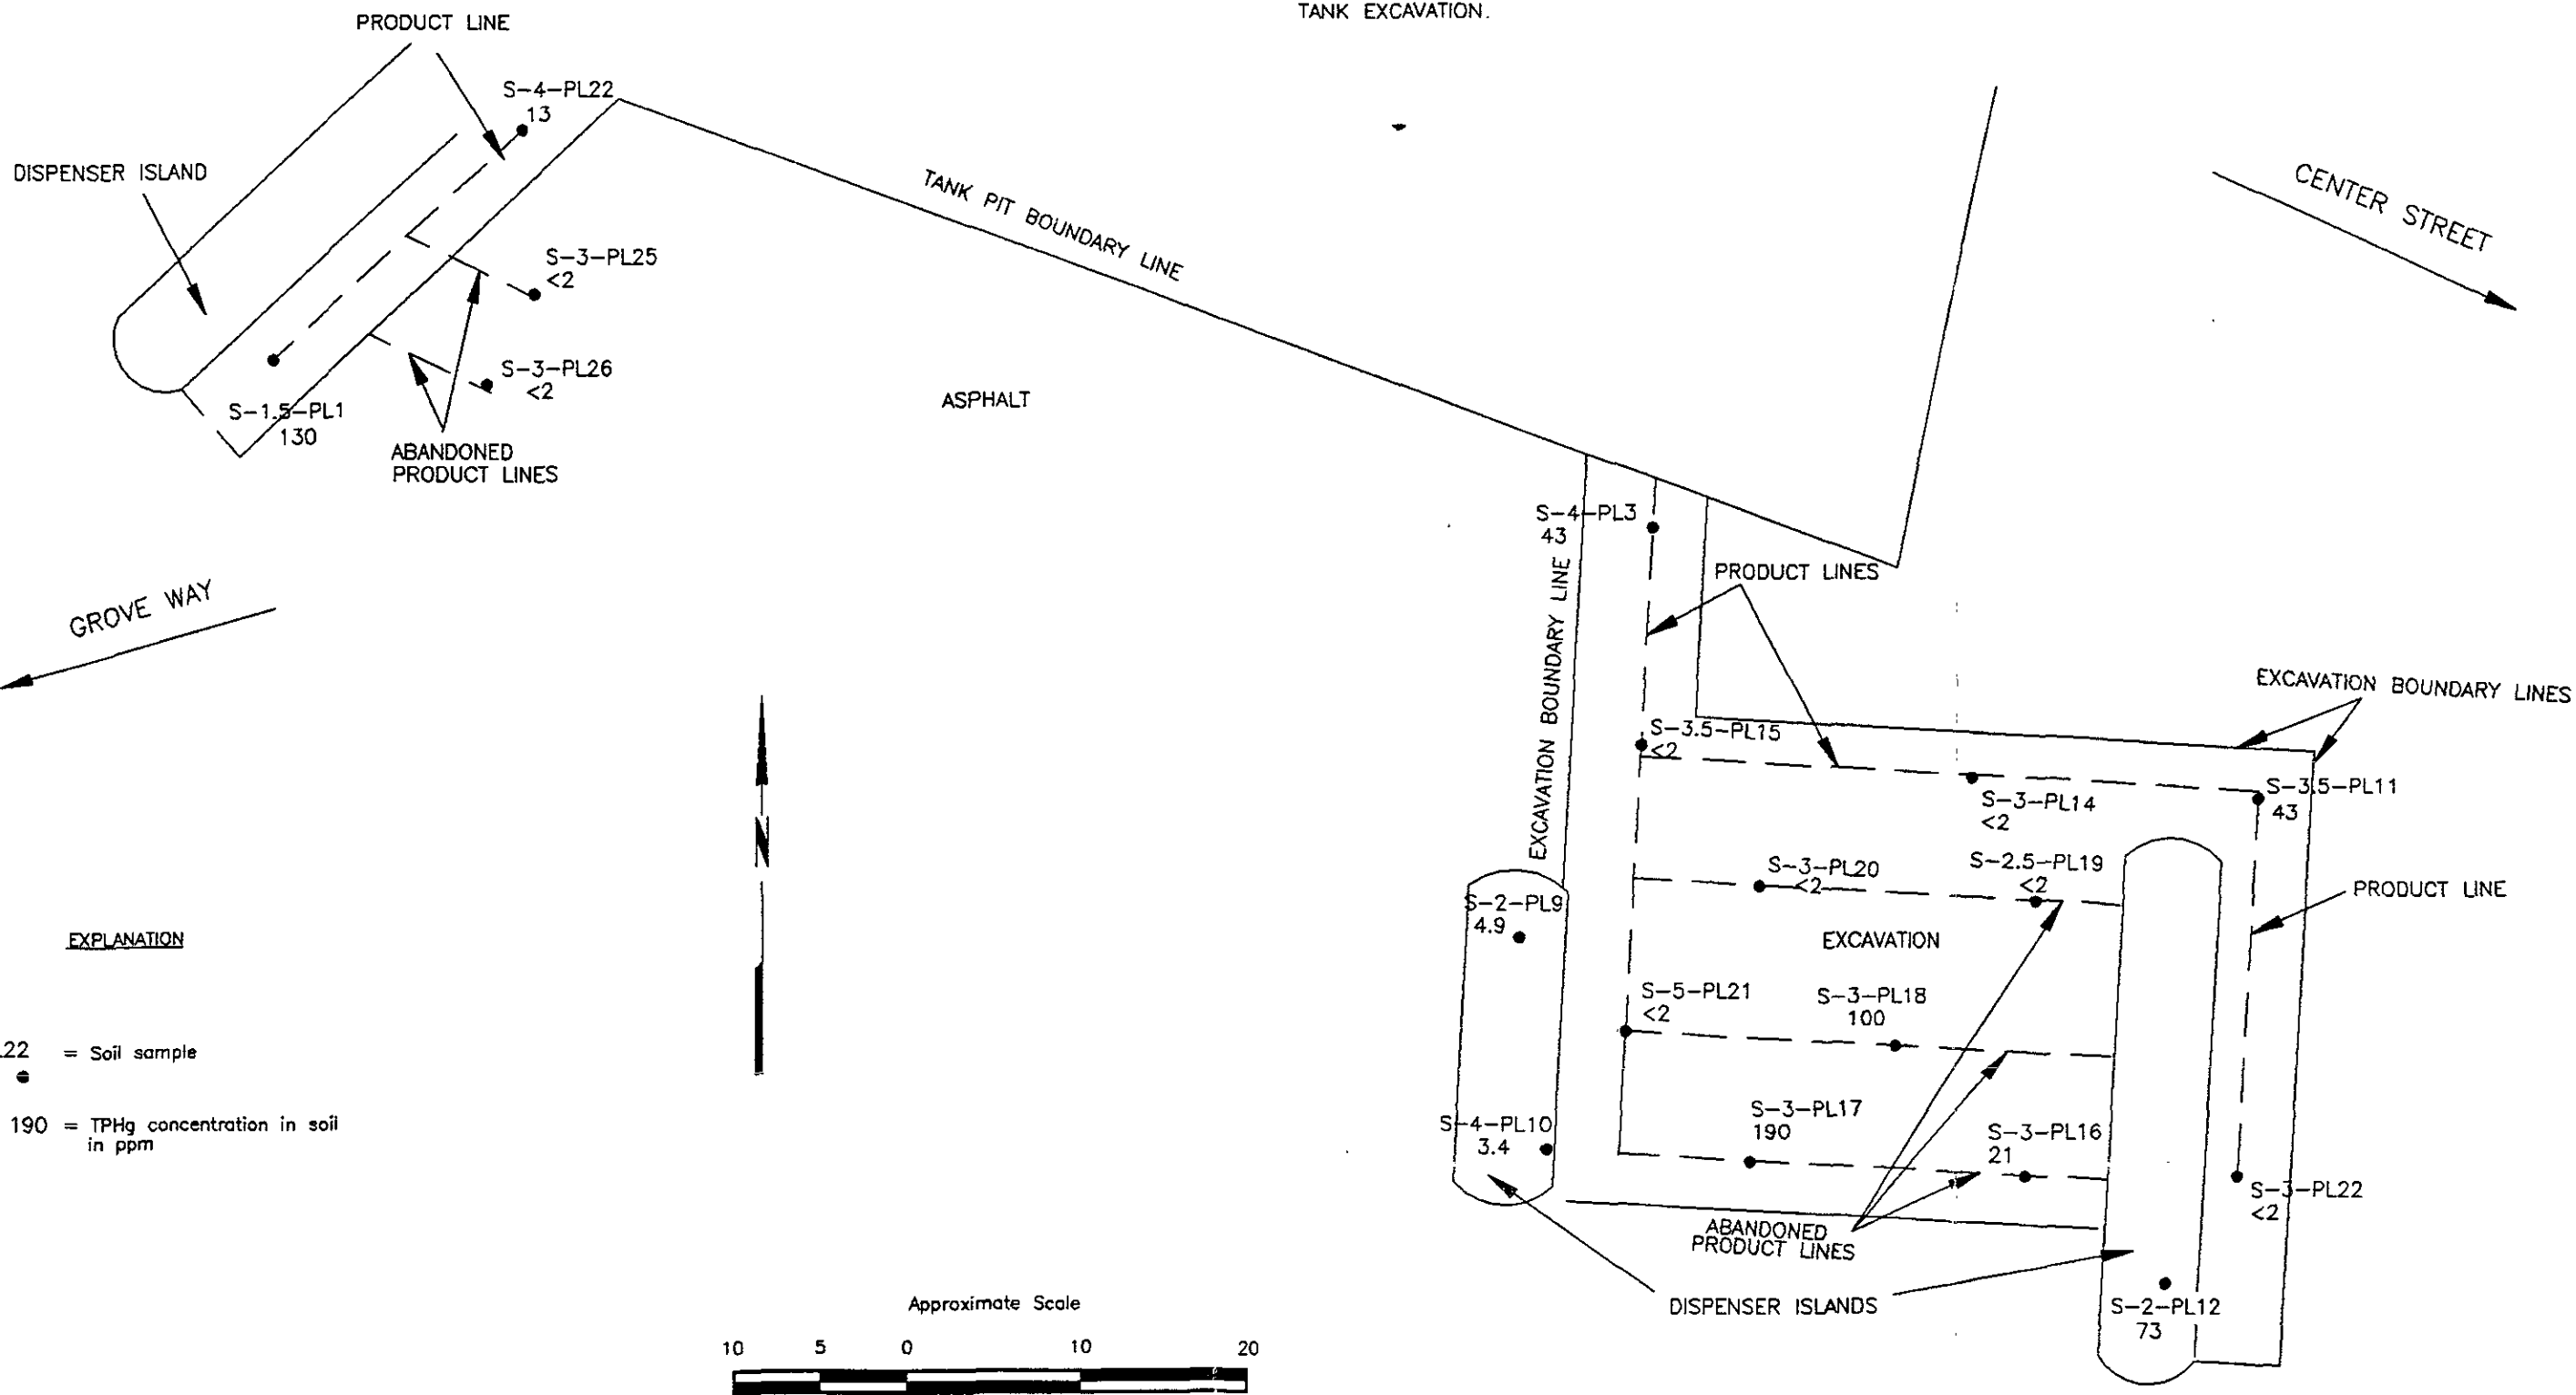 TANK EXCAVATION.
PRODUCT LINE
S-4-PL22
13
DISPENSER ISLAND
TANK PIT BOUNDARY LINE
CENTER STREET
S-3-PL25
<2
S-3-PL26
<2
S-1.5-PL1
130
ASPHALT
ABANDONED
PRODUCT LINES
S-4-PL3
43
EXCAVATION BOUNDARY LINE
PRODUCT LINES
GROVE WAY
EXCAVATION BOUNDARY LINES
S-3.5-PL15
<2
S-3-PL14
<2
S-3.5-PL11
43
N
S-3-PL20
<2
S-2.5-PL19
<2
PRODUCT LINE
S-2-PL9
4.9
EXCAVATION
EXPLANATION
S-5-PL21
<2
S-3-PL18
100
L22 = Soil sample
190 = TPHg concentration in soil
in ppm
S-4-PL10
3.4
S-3-PL17
190
S-3-PL16
21
S-3-PL22
<2
ABANDONED
PRODUCT LINES
DISPENSER ISLANDS
S-2-PL12
73
Approximate Scale
10 5 0 10 20